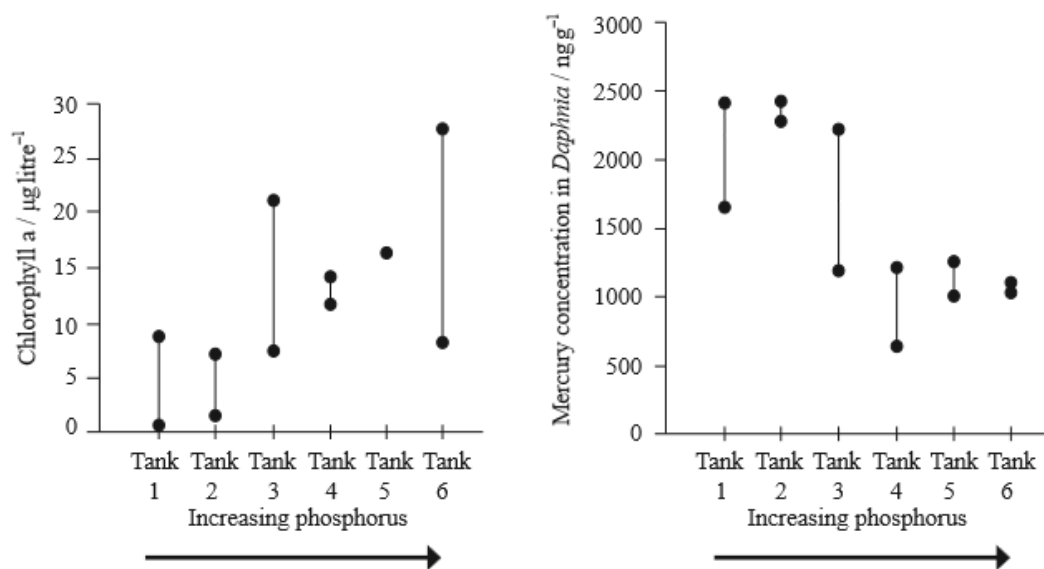 Chlorophyll a / µg litre⁻¹
30
25
20
15
10
5
0
Tank 1
Tank 2
Tank 3
Tank 4
Tank 5
Tank 6
Increasing phosphorus
Mercury concentration in Daphnia / ng g⁻¹
3000
2500
2000
1500
1000
500
0
Tank 1
Tank 2
Tank 3
Tank 4
Tank 5
Tank 6
Increasing phosphorus